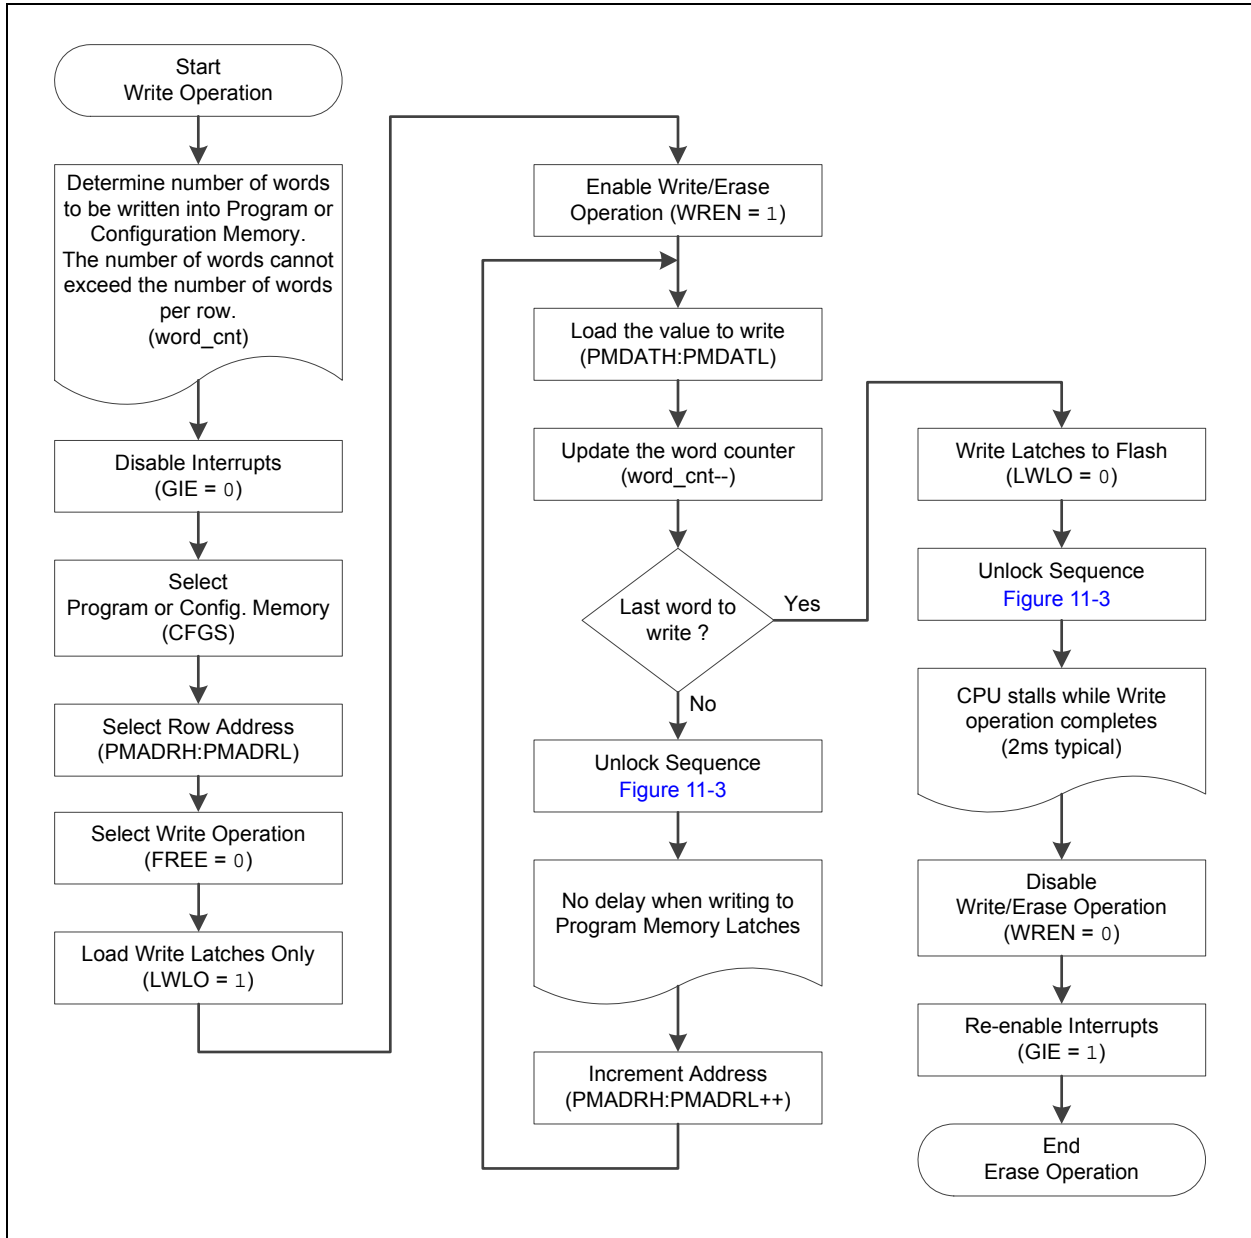 Start
Write Operation
Determine number of words
to be written into Program or
Configuration Memory.
The number of words cannot
exceed the number of words
per row.
(word_cnt)
Disable Interrupts
(GIE = 0)
Select
Program or Config. Memory
(CFGS)
Select Row Address
(PMADRH:PMADRL)
Select Write Operation
(FREE = 0)
Load Write Latches Only
(LWLO = 1)
Enable Write/Erase
Operation (WREN = 1)
Load the value to write
(PMDATH:PMDATL)
Update the word counter
(word_cnt--)
Last word to
write ?
Yes
No
Unlock Sequence
Figure 11-3
No delay when writing to
Program Memory Latches
Increment Address
(PMADRH:PMADRL++)
Write Latches to Flash
(LWLO = 0)
Unlock Sequence
Figure 11-3
CPU stalls while Write
operation completes
(2ms typical)
Disable
Write/Erase Operation
(WREN = 0)
Re-enable Interrupts
(GIE = 1)
End
Erase Operation